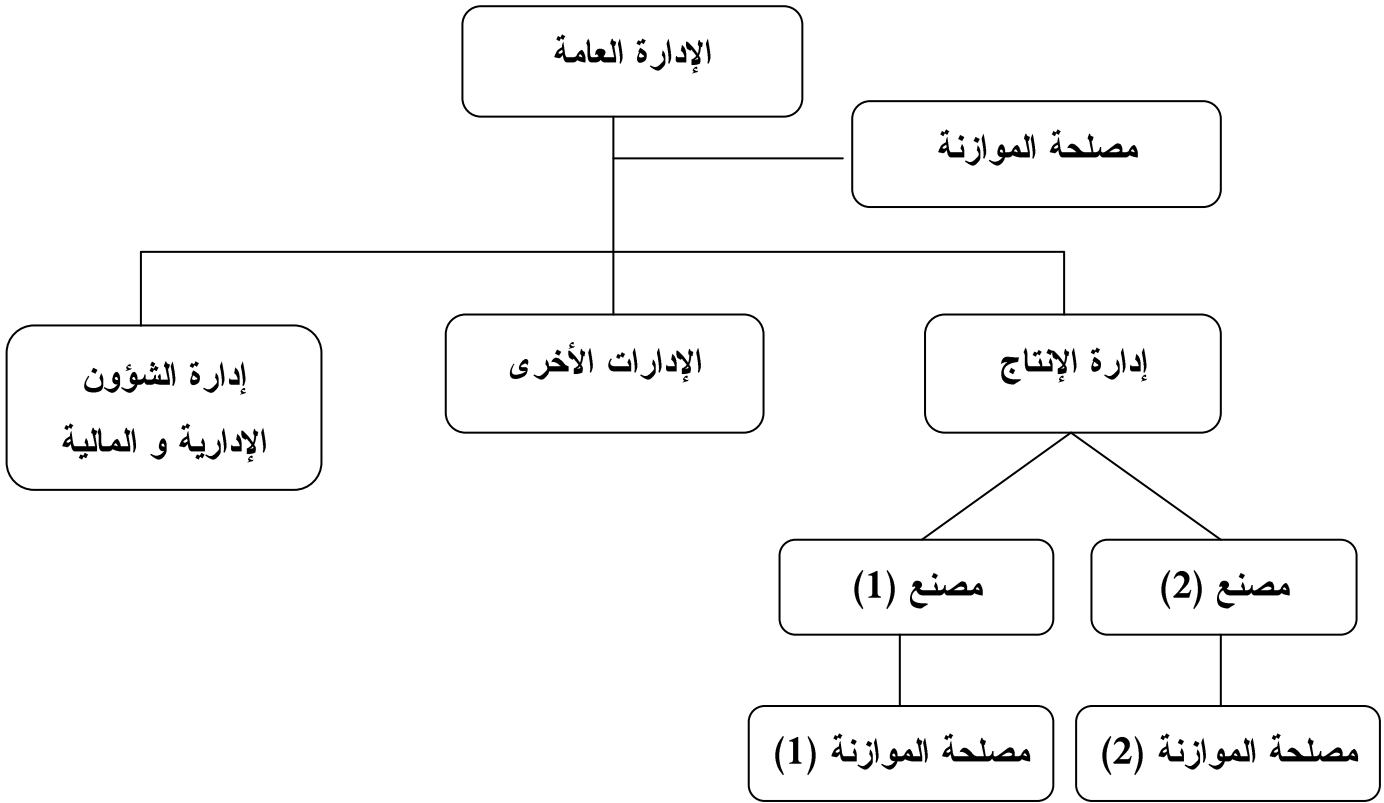 الإدارة العامة
مصلحة الموازنة
إدارة الإنتاج
الإدارات الأخرى
إدارة الشؤون
الإدارية و المالية
مصنع (2)
مصنع (1)
مصلحة الموازنة (2)
مصلحة الموازنة (1)